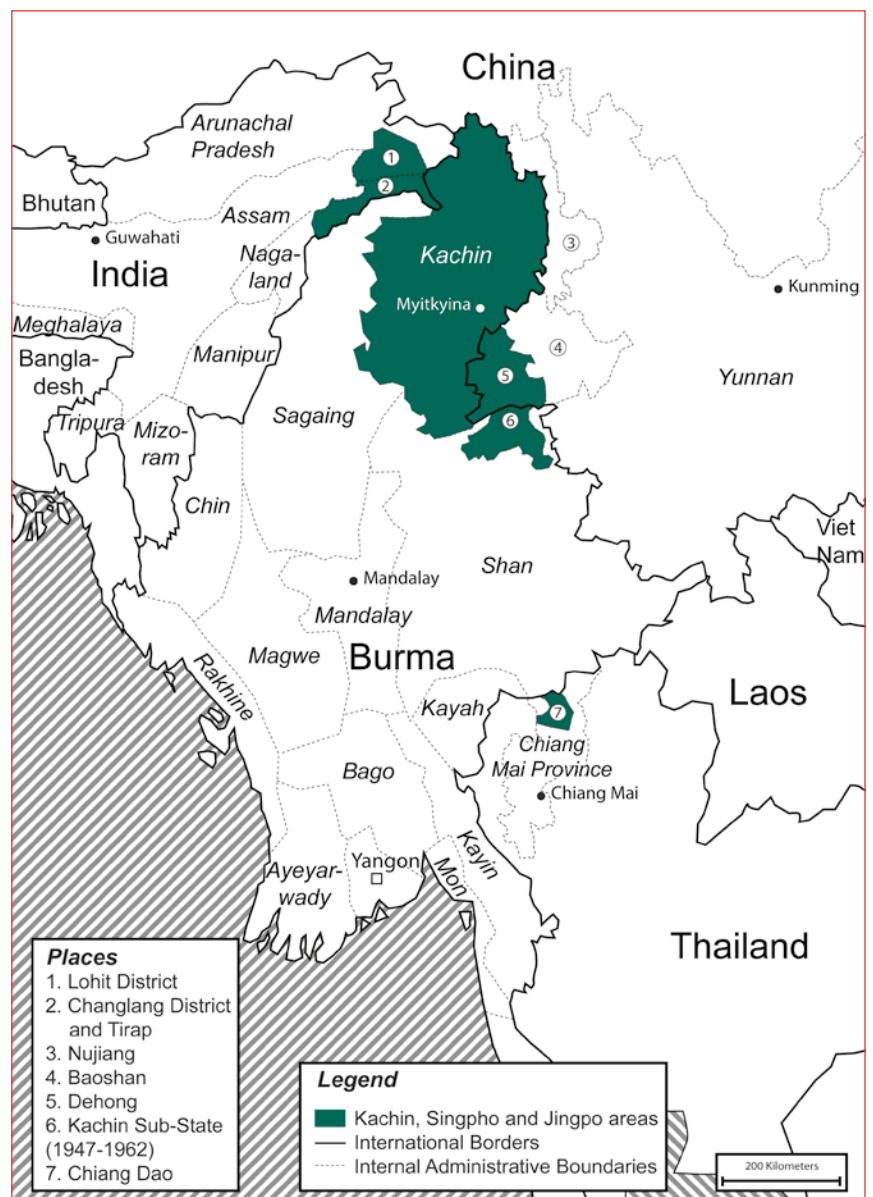 China
Arunachal
Pradesh
1
2
Bhutan
Assam
Guwahati
Naga-
land
India
Kachin
3
Kunming
Myitkyina
Meghalaya
Manipur
4
Bangla-
desh
5
Yunnan
Sagaing
6
Tripura
Mizo-
ram
Chin
Viet
Nam
Shan
Mandalay
Mandalay
Magwe
Burma
Rakhine
Laos
Kayah
7
Chiang
Mai Province
Bago
Chiang Mai
Yangon
Kayin
Mon
Ayeyar-
wady
Thailand
Places
1. Lohit District
2. Changlang District
and Tirap
3. Nujiang
4. Baoshan
5. Dehong
6. Kachin Sub-State
(1947-1962)
7. Chiang Dao
Legend
Kachin, Singpho and Jingpo areas
International Borders
Internal Administrative Boundaries
200 Kilometers